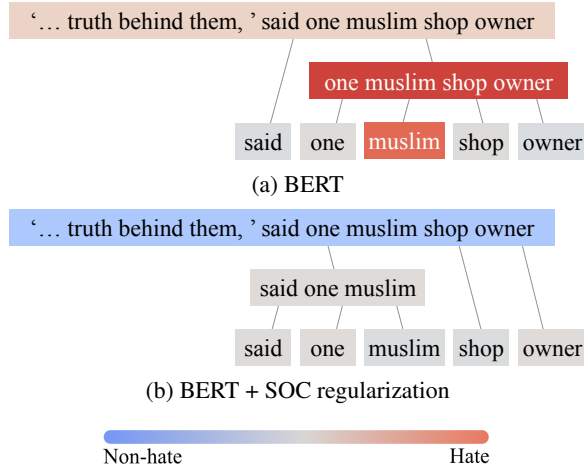 ‘… truth behind them, ’ said one muslim shop owner
one muslim shop owner
said one muslim shop owner
(a) BERT
‘… truth behind them, ’ said one muslim shop owner
said one muslim
said one muslim shop owner
(b) BERT + SOC regularization
Non-hate Hate